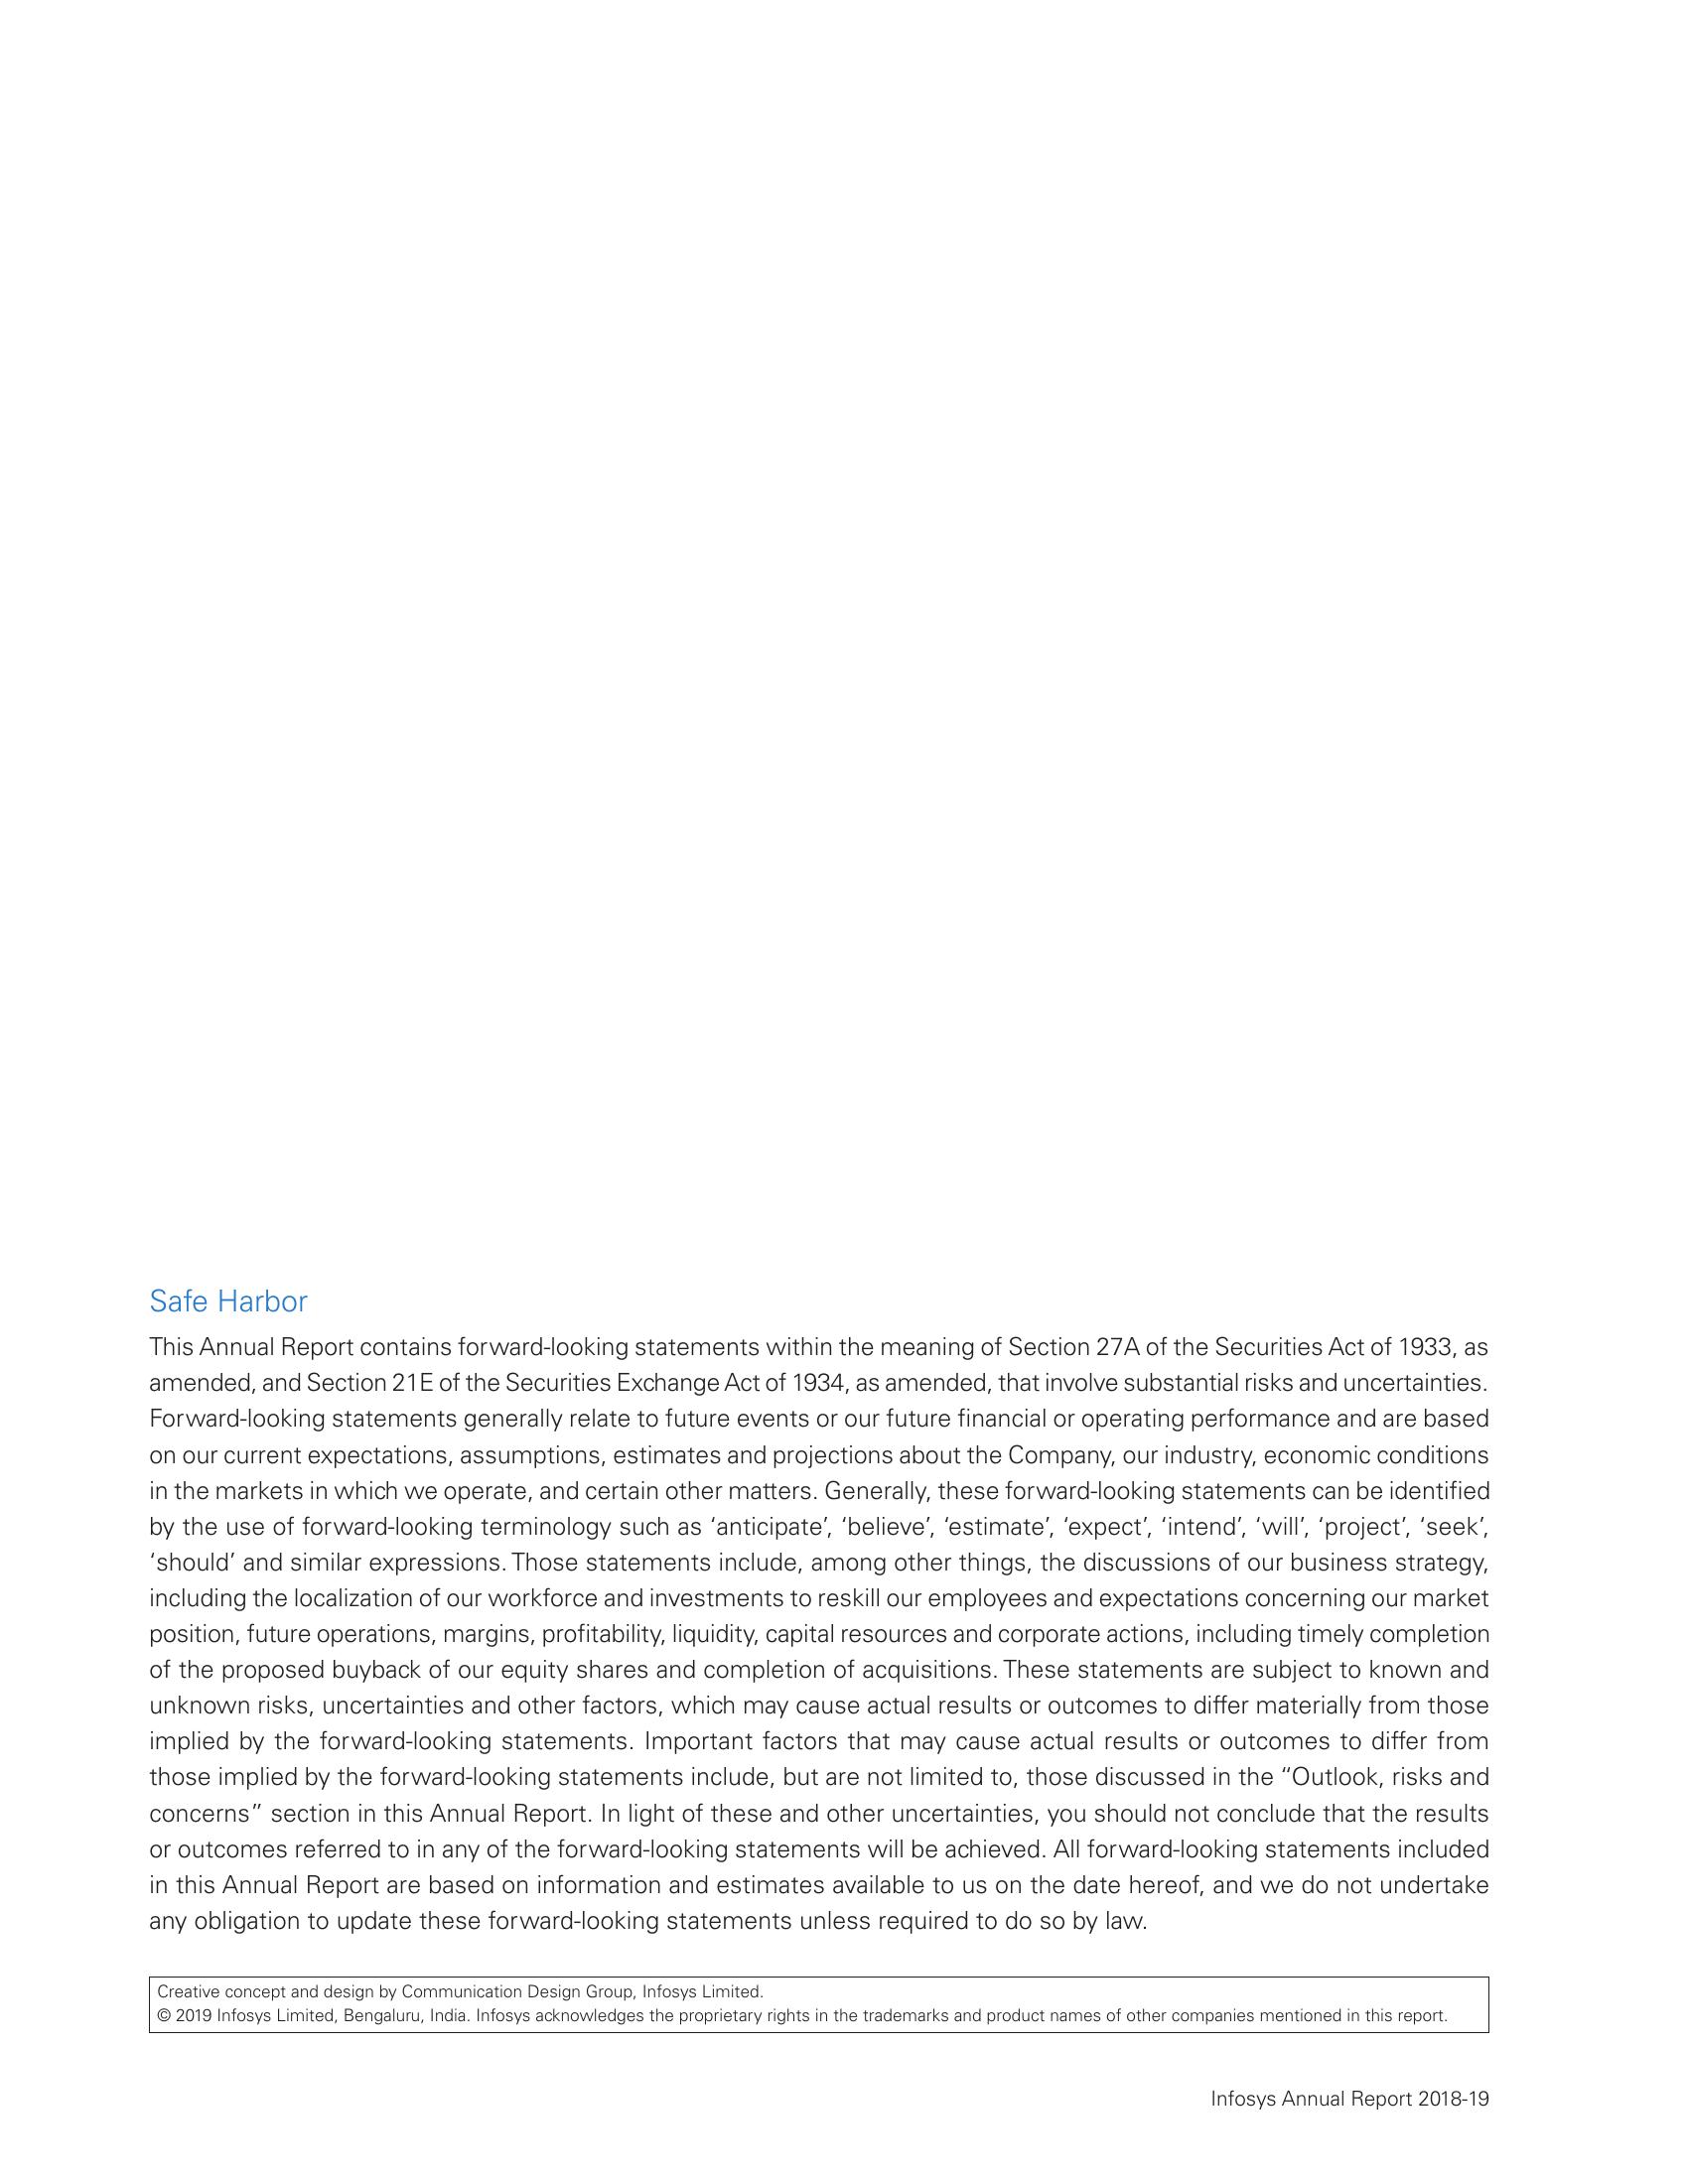 Safe Harbor
This Annual Report contains forward-looking statements within the meaning of Section 27A of the Securities Act of 1933, as
amended, and Section 21E of the Securities Exchange Act of 1934, as amended, that involve substantial risks and uncertainties.
Forward-looking statements generally relate to future events or our future financial or operating performance and are based
on our current expectations, assumptions, estimates and projections about the Company, our industry, economic conditions
in the markets in which we operate, and certain other matters. Generally, these forward-looking statements can be identified
by the use of forward-looking terminology such as ‘anticipate’, ‘believe’, ‘estimate’, ‘expect’, ‘intend’, ‘will’, ‘project’, ‘seek’,
‘should’ and similar expressions. Those statements include, among other things, the discussions of our business strategy,
including the localization of our workforce and investments to reskill our employees and expectations concerning our market
position, future operations, margins, profitability, liquidity, capital resources and corporate actions, including timely completion
of the proposed buyback of our equity shares and completion of acquisitions. These statements are subject to known and
unknown risks, uncertainties and other factors, which may cause actual results or outcomes to differ materially from those
implied by the forward-looking statements. Important factors that may cause actual results or outcomes to differ from
those implied by the forward-looking statements include, but are not limited to, those discussed in the “Outlook, risks and
concerns” section in this Annual Report. In light of these and other uncertainties, you should not conclude that the results
or outcomes referred to in any of the forward-looking statements will be achieved. All forward-looking statements included
in this Annual Report are based on information and estimates available to us on the date hereof, and we do not undertake
any obligation to update these forward-looking statements unless required to do so by law.
Creative concept and design by Communication Design Group, Infosys Limited.
© 2019 Infosys Limited, Bengaluru, India. Infosys acknowledges the proprietary rights in the trademarks and product names of other companies mentioned in this report.
Infosys Annual Report 2018-19